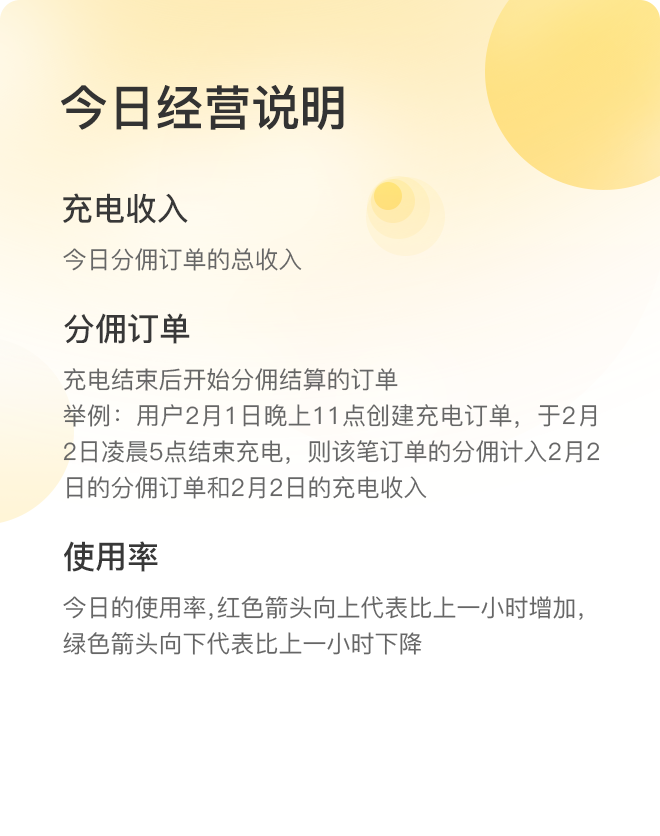 今日经营说明
充电收入
今日分佣订单的总收入
分佣订单
充电结束后开始分佣结算的订单
举例：用户2月1日晚上11点创建充电订单，于2月
2日凌晨5点结束充电，则该笔订单的分佣计入2月2
日的分佣订单和2月2日的充电收入
使用率
今日的使用率,红色箭头向上代表比上一小时增加,
绿色箭头向下代表比上一小时下降